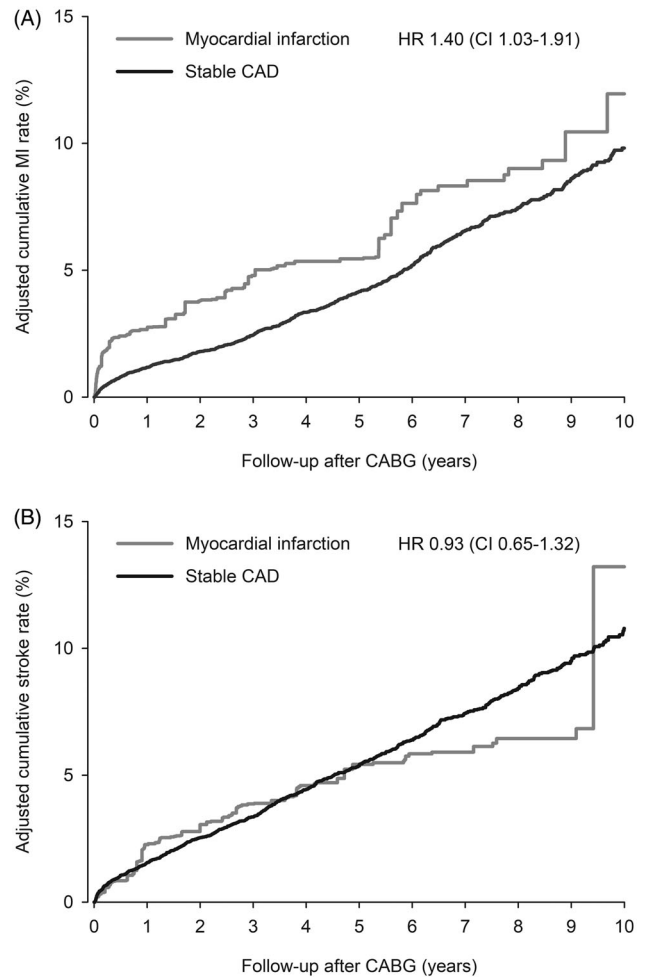 (A)
15
10
5
0
Adjusted cumulative MI rate (%)
Myocardial infarction
HR 1.40 (CI 1.03-1.91)
Stable CAD
0 1 2 3 4 5 6 7 8 9 10
Follow-up after CABG (years)
(B)
15
10
5
0
Adjusted cumulative stroke rate (%)
Myocardial infarction
HR 0.93 (CI 0.65-1.32)
Stable CAD
0 1 2 3 4 5 6 7 8 9 10
Follow-up after CABG (years)